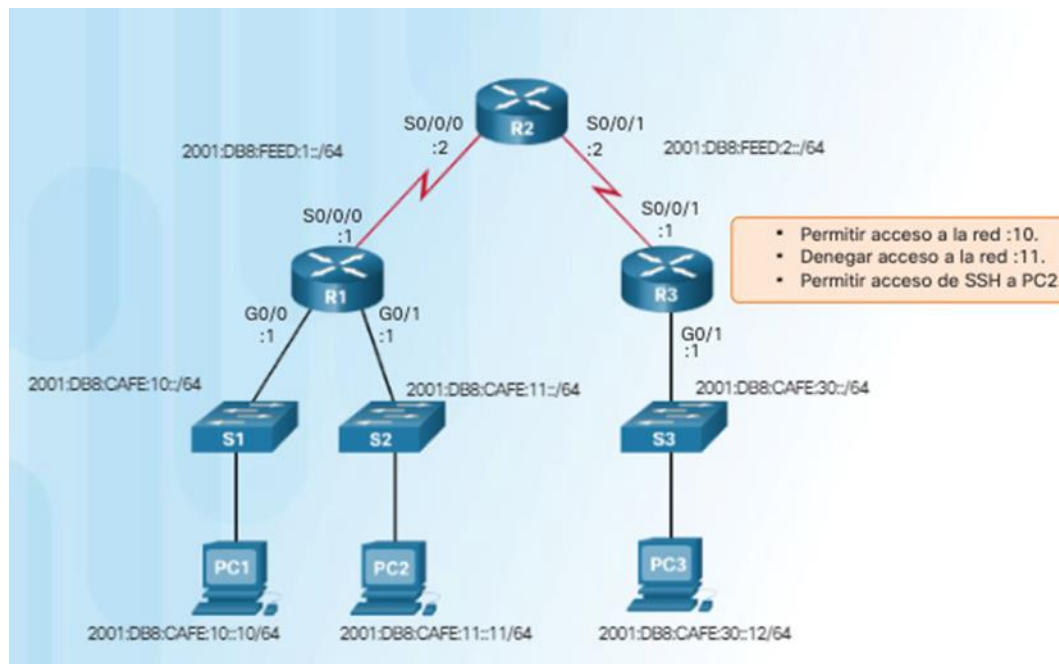 R2
S0/0/0
:2
S0/0/1
:2
2001:DB8:FEED:1::/64
2001:DB8:FEED:2::/64
S0/0/0
:1
S0/0/1
:1
▪ Permitir acceso a la red :10.
▪ Denegar acceso a la red :11.
▪ Permitir acceso de SSH a PC2
R1
R3
G0/0
:1
G0/1
:1
G0/1
:1
2001:DB8:CAFE:10::/64
2001:DB8:CAFE:11::/64
2001:DB8:CAFE:30::/64
S1
S2
S3
PC1
PC2
PC3
2001:DB8:CAFE:10::10/64
2001:DB8:CAFE:11::11/64
2001:DB8:CAFE:30::12/64